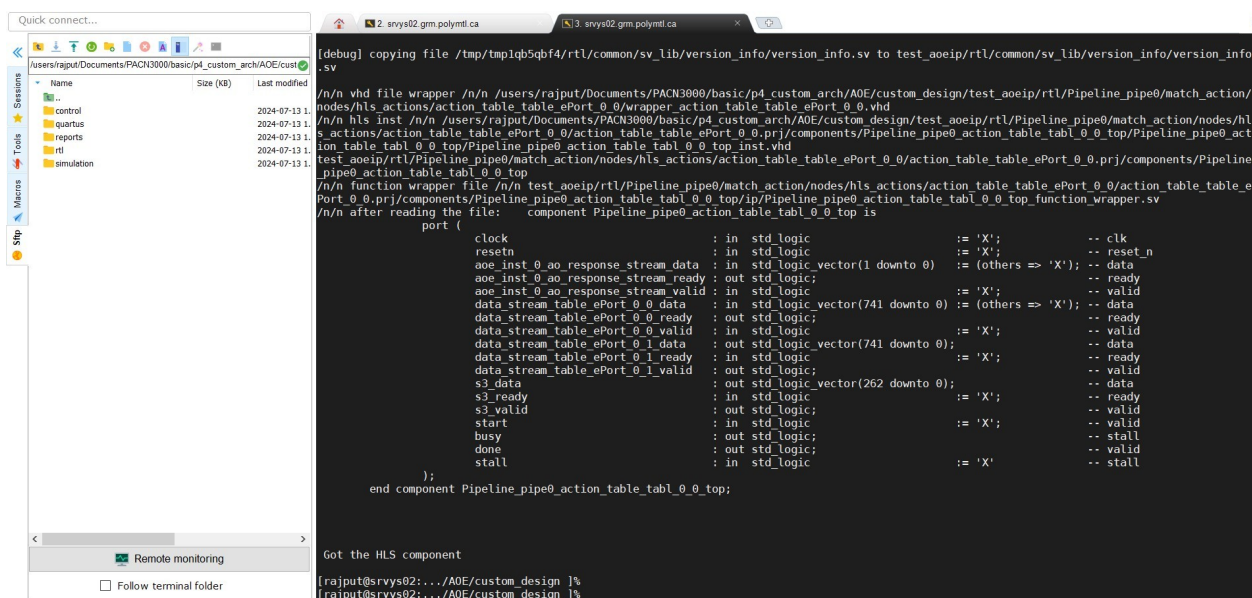 Quick connect...
2. srvys02.grm.polymtl.ca
3. srvys02.grm.polymtl.ca
/users/rajput/Documents/PACN3000/basic/p4_custom_arch/AOE/cust
Name Size (KB) Last modified
..
control 2024-07-13 1.
quartus 2024-07-13 1.
reports 2024-07-13 1.
rtl 2024-07-13 1.
simulation 2024-07-13 1.
Sessions
Tools
Macros
Sftp
Remote monitoring
Follow terminal folder
[debug] copying file /tmp/tmp1qb5qbf4/rtl/common/sv_lib/version_info/version_info.sv to test_aoeip/rtl/common/sv_lib/version_info/version_info
.sv
/n/n vhd file wrapper /n/n /users/rajput/Documents/PACN3000/basic/p4_custom_arch/AOE/custom_design/test_aoeip/rtl/Pipeline_pipe0/match_action/
nodes/hls_actions/action_table_table_ePort_0_0/wrapper_action_table_table_ePort_0_0.vhd
/n/n hls inst /n/n /users/rajput/Documents/PACN3000/basic/p4_custom_arch/AOE/custom_design/test_aoeip/rtl/Pipeline_pipe0/match_action/nodes/hl
s_actions/action_table_table_ePort_0_0/action_table_table_ePort_0_0.prj/components/Pipeline_pipe0_action_table_tabl_0_0_top/Pipeline_pipe0_act
ion_table_tabl_0_0_top/Pipeline_pipe0_action_table_tabl_0_0_top_inst.vhd
test_aoeip/rtl/Pipeline_pipe0/match_action/nodes/hls_actions/action_table_table_ePort_0_0/action_table_table_ePort_0_0.prj/components/Pipeline
_pipe0_action_table_tabl_0_0_top
/n/n function wrapper file /n/n test_aoeip/rtl/Pipeline_pipe0/match_action/nodes/hls_actions/action_table_table_ePort_0_0/action_table_table_e
Port_0_0.prj/components/Pipeline_pipe0_action_table_tabl_0_0_top/ip/Pipeline_pipe0_action_table_tabl_0_0_top_function_wrapper.sv
/n/n after reading the file: component Pipeline_pipe0_action_table_tabl_0_0_top is
port (
clock : in std_logic := 'X'; -- clk
resetn : in std_logic := 'X'; -- reset_n
aoe_inst_0_ao_response_stream_data : in std_logic_vector(1 downto 0) := (others => 'X'); -- data
aoe_inst_0_ao_response_stream_ready : out std_logic; -- ready
aoe_inst_0_ao_response_stream_valid : in std_logic := 'X'; -- valid
data_stream_table_ePort_0_0_data : in std_logic_vector(741 downto 0) := (others => 'X'); -- data
data_stream_table_ePort_0_0_ready : out std_logic; -- ready
data_stream_table_ePort_0_0_valid : in std_logic := 'X'; -- valid
data_stream_table_ePort_0_1_data : out std_logic_vector(741 downto 0); -- data
data_stream_table_ePort_0_1_ready : in std_logic := 'X'; -- ready
data_stream_table_ePort_0_1_valid : out std_logic; -- valid
s3_data : out std_logic_vector(262 downto 0); -- data
s3_ready : in std_logic := 'X'; -- ready
s3_valid : out std_logic; -- valid
start : in std_logic := 'X'; -- valid
busy : out std_logic; -- stall
done : out std_logic; -- valid
stall : in std_logic := 'X' -- stall
);
end component Pipeline_pipe0_action_table_tabl_0_0_top;
Got the HLS component
[rajput@srvys02:.../AOE/custom_design ]%
[rajput@srvys02:.../AOE/custom_design ]%